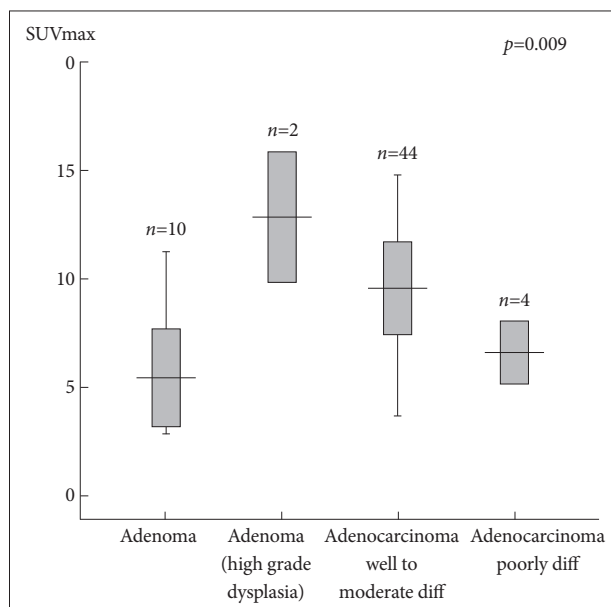 SUVmax
p=0.009
0
n=2
n=44
15
n=10
10
n=4
5
0
Adenoma
Adenoma
(high grade
dysplasia)
Adenocarcinoma
well to
moderate diff
Adenocarcinoma
poorly diff